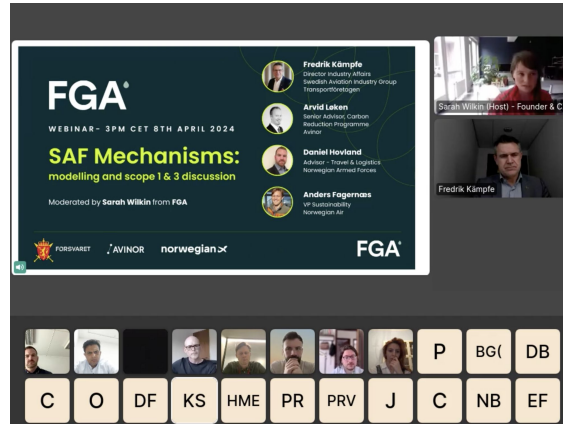 FGA
WEBINAR- 3PM CET 8TH APRIL 2024
SAF Mechanisms:
modelling and scope 1 & 3 discussion
Moderated by Sarah Wilkin from FGA
Fredrik Kämpfe
Director Industry Affairs
Swedish Aviation Industry Group
Transportföretagen
Arvid Løken
Senior Advisor, Carbon
Reduction Programme
Avinor
Daniel Hovland
Advisor - Travel & Logistics
Norwegian Armed Forces
Anders Fagernæs
VP Sustainability
Norwegian Air
FORSVARET AVINOR norwegian FGA
Sarah Wilkin (Host) - Founder & C
Fredrik Kämpfe
P BG( DB
C O DF KS HME PR PRV J C NB EF